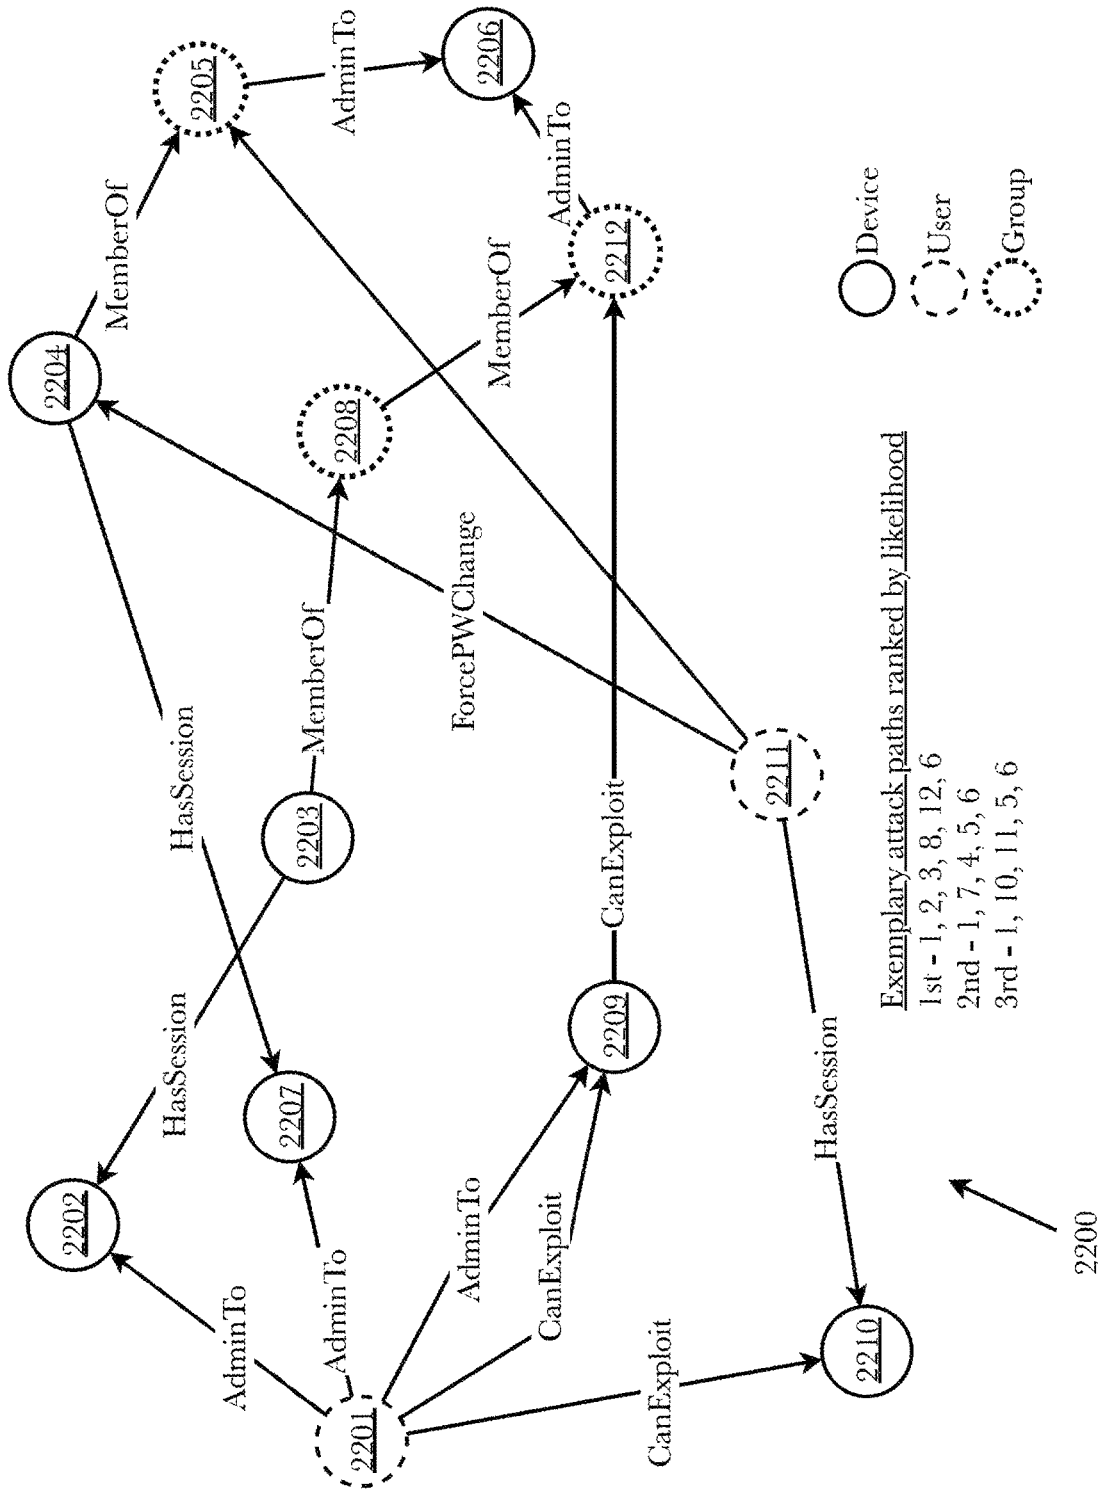 2202
2204
2205
2207
2203
2208
2201
2206
2209
2212
2211
2210
AdminTo
HasSession
HasSession
MemberOf
AdminTo
AdminTo
MemberOf
MemberOf
AdminTo
AdminTo
CanExploit
ForcePWChange
CanExploit
CanExploit
HasSession
Device
User
Group
Exemplary attack paths ranked by likelihood
1st - 1, 2, 3, 8, 12, 6
2nd - 1, 7, 4, 5, 6
3rd - 1, 10, 11, 5, 6
2200